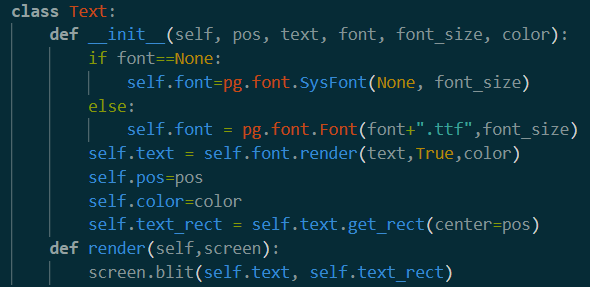 class Text:
    def __init__(self, pos, text, font, font_size, color):
        if font==None:
            self.font=pg.font.SysFont(None, font_size)
        else:
            self.font = pg.font.Font(font+".ttf",font_size)
        self.text = self.font.render(text,True,color)
        self.pos=pos
        self.color=color
        self.text_rect = self.text.get_rect(center=pos)
    def render(self,screen):
        screen.blit(self.text, self.text_rect)